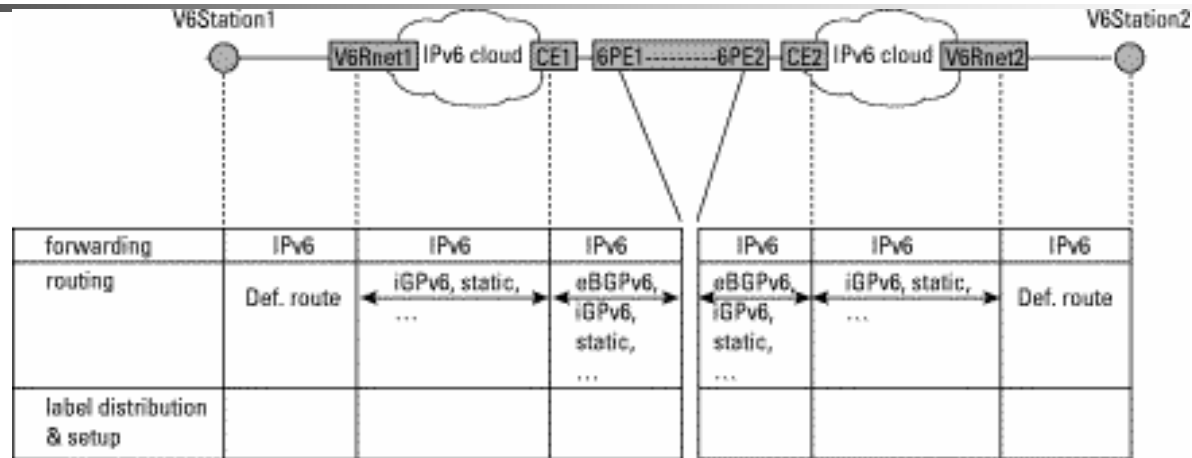 V6Station1 V6Station2
V6Rnet1 IPv6 cloud CE1 6PE1---------6PE2 CE2 IPv6 cloud V6Rnet2
forwarding IPv6 IPv6 IPv6 IPv6 IPv6 IPv6
routing Def. route iGPv6, static, ... eBGPv6, iGPv6, static, ... eBGPv6, iGPv6, static, ... iGPv6, static, ... Def. route
label distribution
& setup